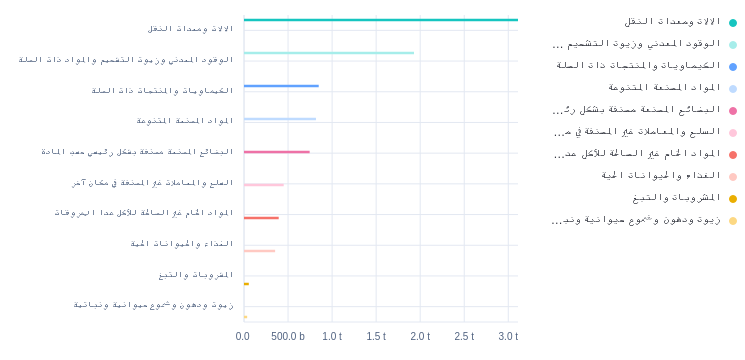 الآلات ومعدات النقل
الوقود المعدني وزيوت التشحيم والمواد ذات الصلة
الكيماويات والمنتجات ذات الصلة
المواد المصنعة المتنوعة
البضائع المصنعة مصنفة بشكل رئيسي حسب المادة
السلع والمعاملات غير المصنفة في مكان آخر
المواد الخام غير الصالحة للأكل عدا المحروقات
الغذاء والحيوانات الحية
المشروبات والتبغ
زيوت ودهون وشموع حيوانية ونباتية
0.0 500.0 b 1.0 t 1.5 t 2.0 t 2.5 t 3.0 t
الآلات ومعدات النقل
الوقود المعدني وزيوت التشحيم ...
الكيماويات والمنتجات ذات الصلة
المواد المصنعة المتنوعة
البضائع المصنعة مصنفة بشكل رئ...
السلع والمعاملات غير المصنفة في م...
المواد الخام غير الصالحة للأكل عد...
الغذاء والحيوانات الحية
المشروبات والتبغ
زيوت ودهون وشموع حيوانية ونب...